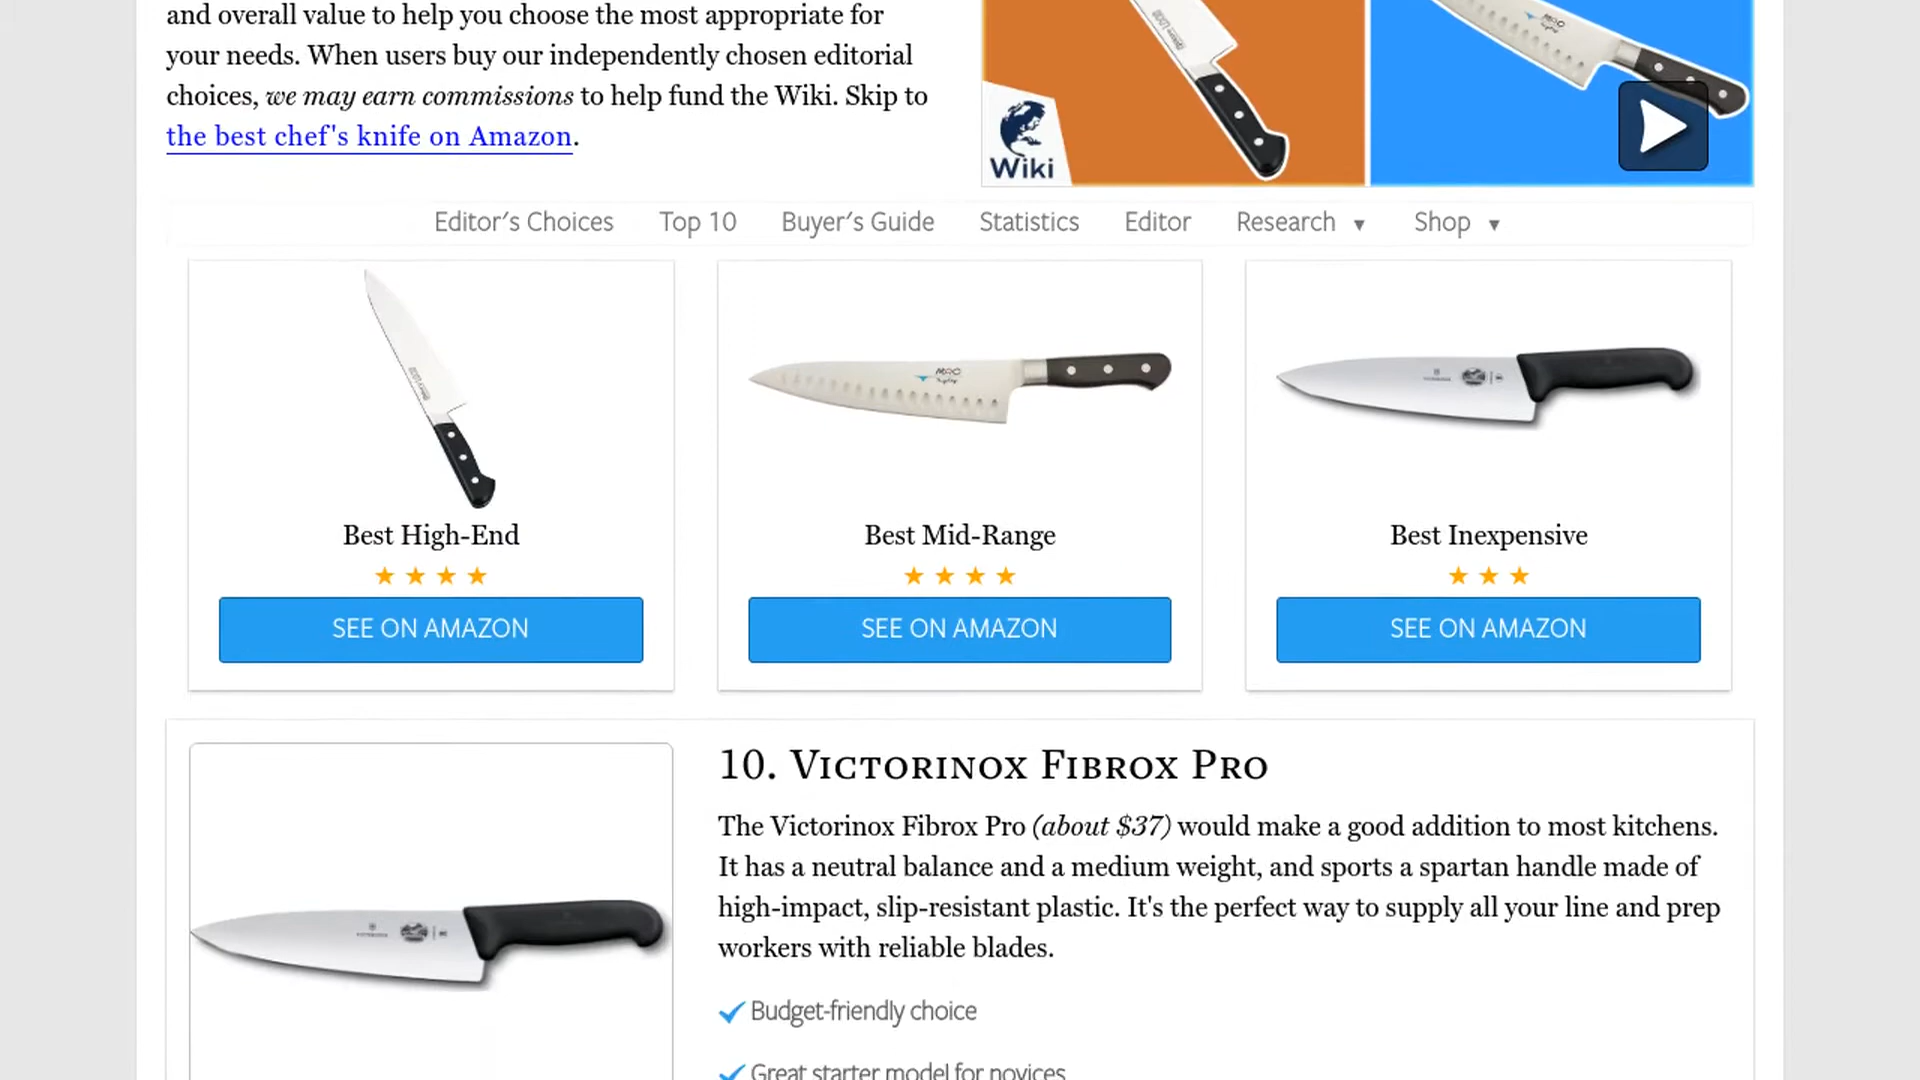 and overall value to help you choose the most appropriate for
your needs. When users buy our independently chosen editorial
choices, we may earn commissions to help fund the Wiki. Skip to
the best chef's knife on Amazon.
Wiki
MAC
Editor's Choices Top 10 Buyer's Guide Statistics Editor Research ▼ Shop ▼
MAC
Best High-End
Best Mid-Range
Best Inexpensive
★ ★ ★ ★
★ ★ ★ ★
★ ★ ★
SEE ON AMAZON
SEE ON AMAZON
SEE ON AMAZON
10. Victorinox Fibrox Pro
The Victorinox Fibrox Pro (about $37) would make a good addition to most kitchens.
It has a neutral balance and a medium weight, and sports a spartan handle made of
high-impact, slip-resistant plastic. It's the perfect way to supply all your line and prep
workers with reliable blades.
Budget-friendly choice
Great starter model for novices